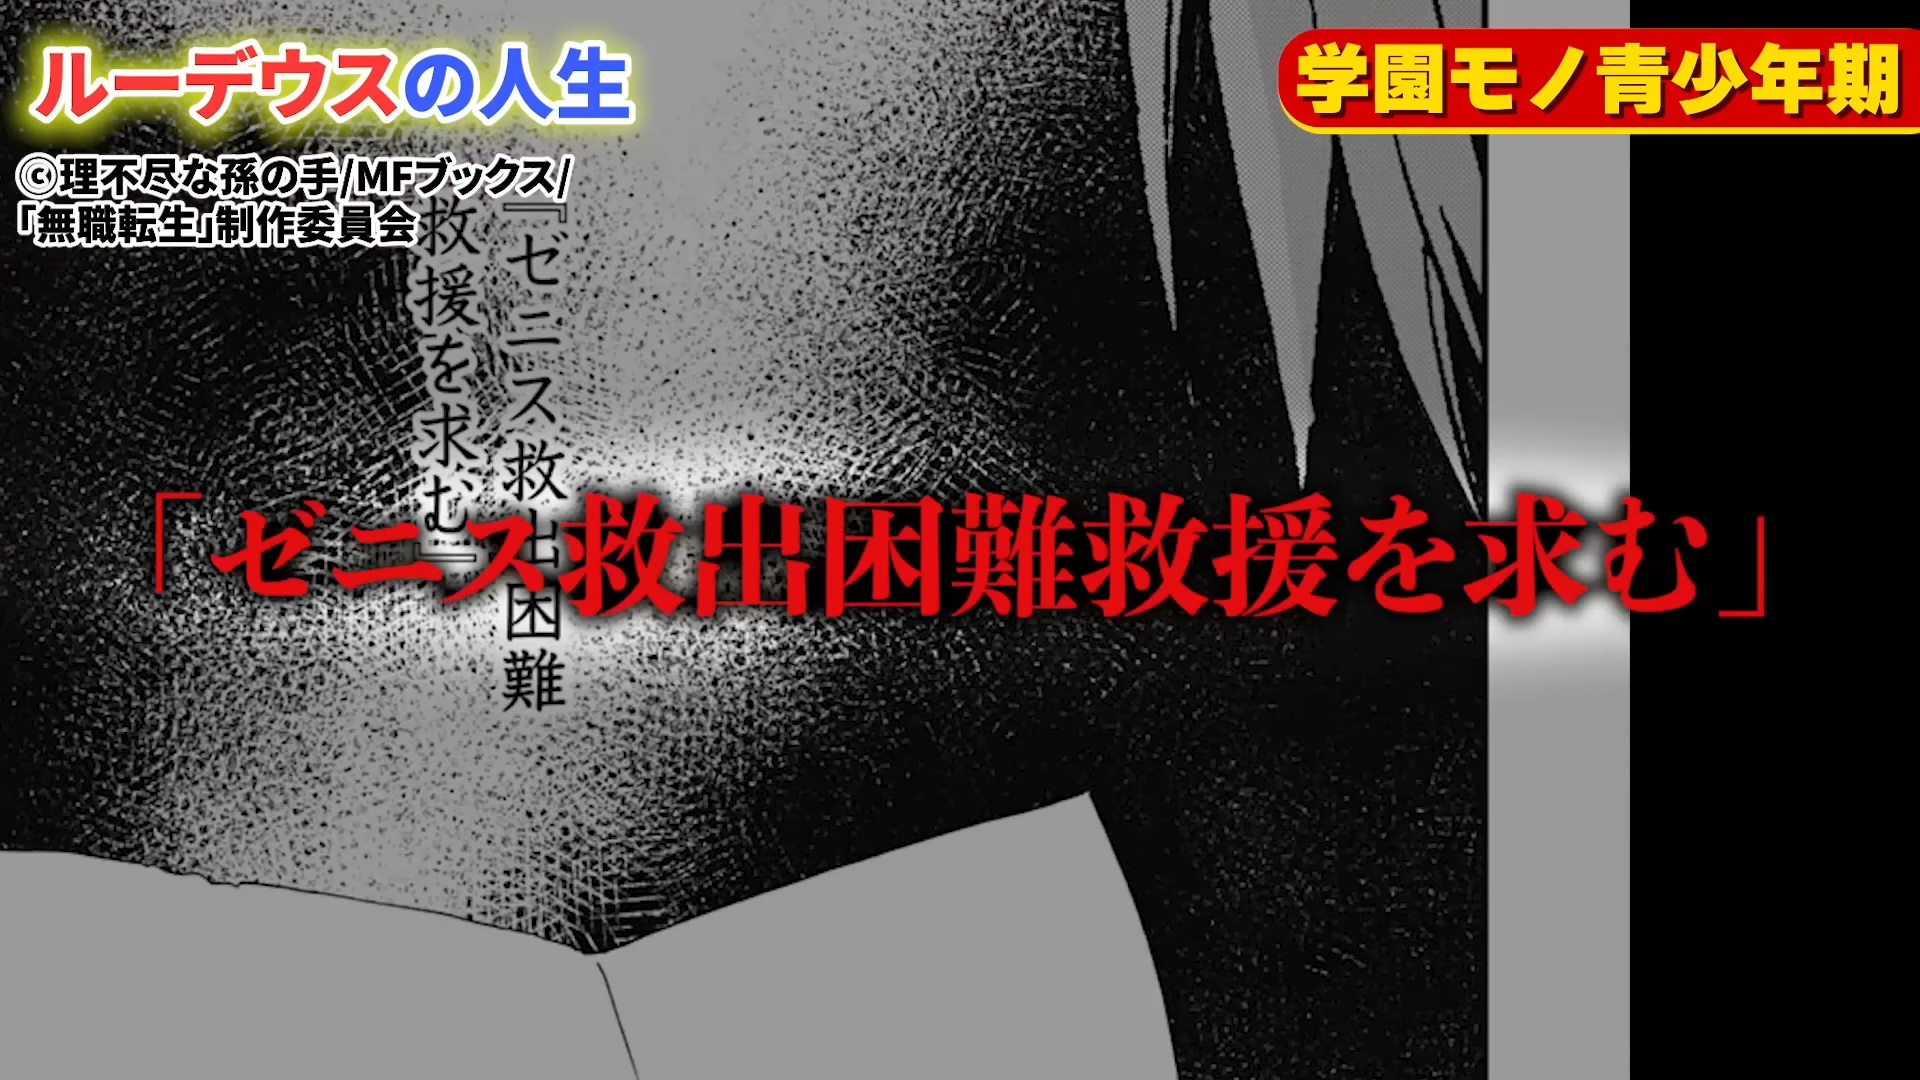 ルーデウスの人生
学園モノ青少年期
©理不尽な孫の手/MFブックス/
「無職転生」制作委員会
『ゼニス救出困難
救援を求む』
「ゼニス救出困難救援を求む」